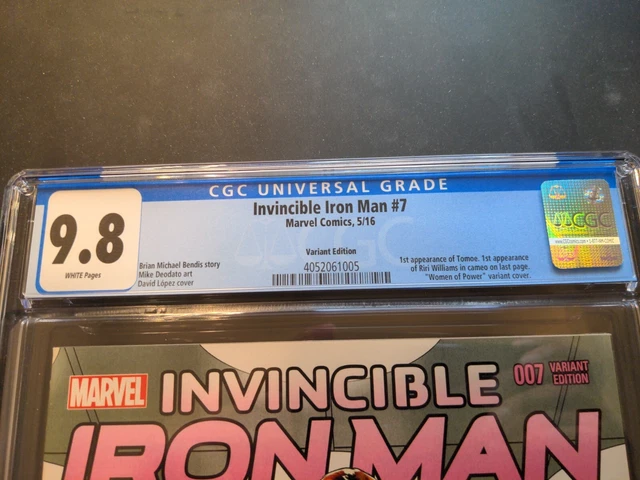 CGC UNIVERSAL GRADE
9.8
WHITE Pages
Invincible Iron Man #7
Marvel Comics, 5/16
Variant Edition
4052061005
Brian Michael Bendis story
Mike Deodato art
David López cover
1st appearance of Tomoe. 1st appearance
of Riri Williams in cameo on last page.
"Women of Power" variant cover.
CGC
MARVEL
INVINCIBLE
IRON MAN
007 VARIANT
EDITION